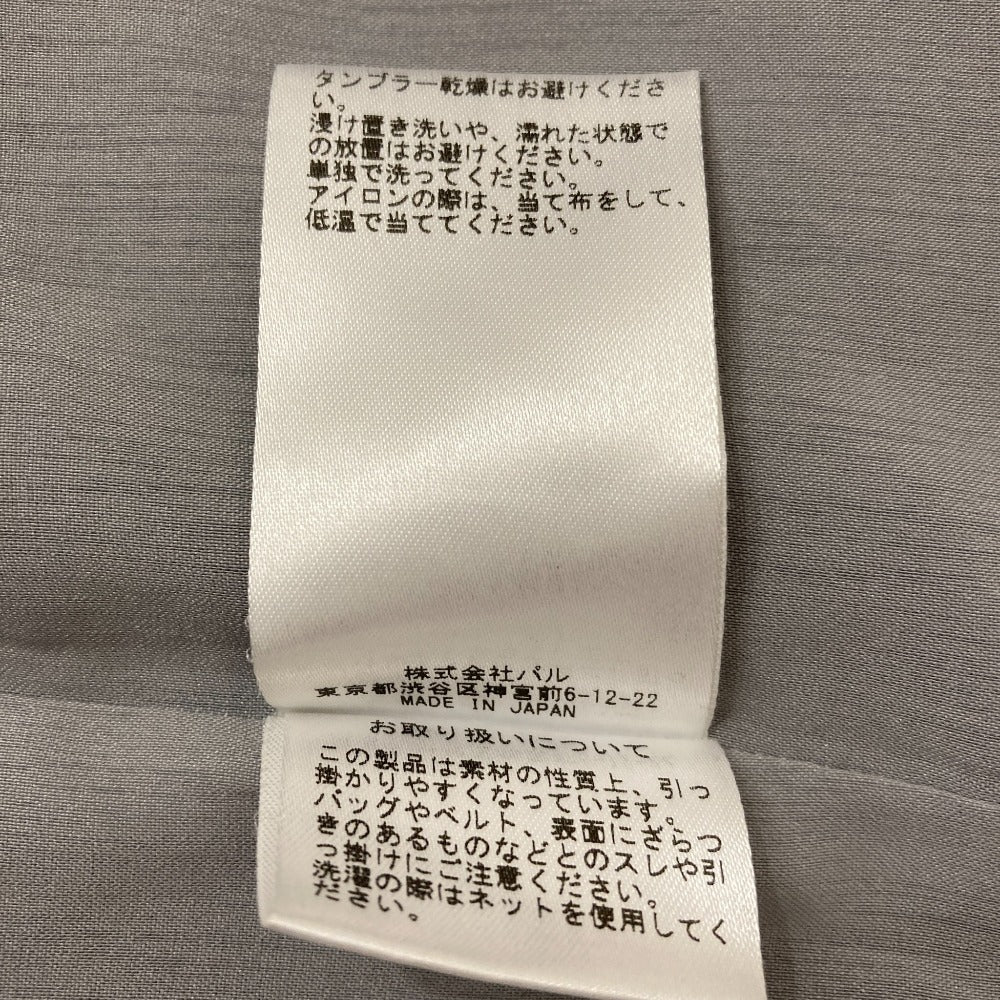 タンブラー乾燥はお避けくださ
い。
浸け置き洗いや、濡れた状態で
の放置はお避けください。
単独で洗ってください。
アイロンの際は、当て布をして、
低温で当ててください。
株式会社パル
東京都渋谷区神宮前6-12-22
MADE IN JAPAN
お取り扱いについて
この製品は素材の性質上、引っ
掛かりやすくなっています。
バッグやベルト、表面にざらつ
きのあるものなどとのスレや引
っ掛けにご注意ください。
洗濯の際はネットを使用してく
ださい。